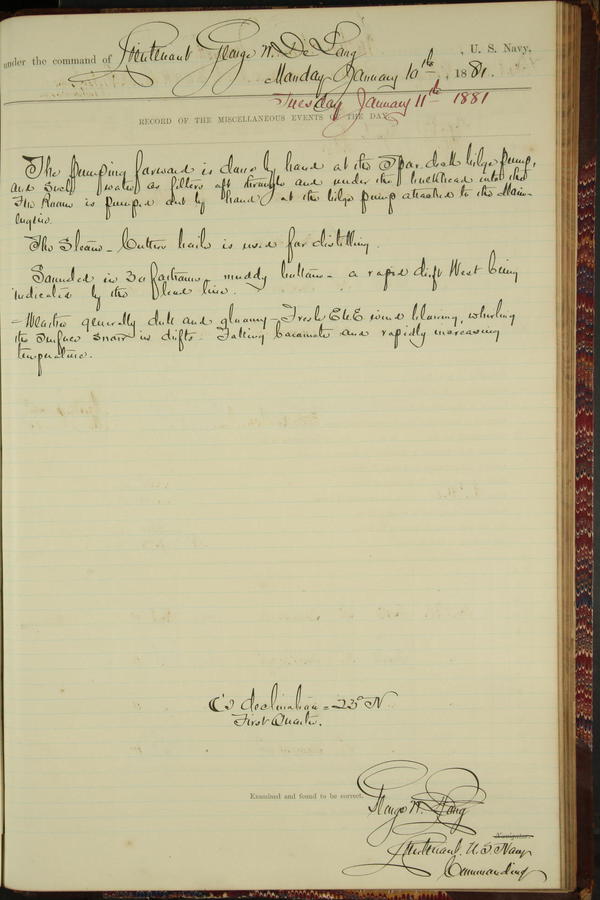 under the command of Lieutenant George W. De Long, U. S. Navy,
Monday January 10th, 1881.
Tuesday January 11th 1881
RECORD OF THE MISCELLANEOUS EVENTS OF THE DAY.
The pumping forward is done by hand at the Spar deck bilge pump,
and such water as filters aft through and under the bulkhead into the
Fire Room is pumped out by hand at the bilge pump attached to the Main-
engine.
The Steam-Cutter boiler is used for distilling.
Sounded in 32 fathoms - muddy bottom - a rapid drift West being
indicated by the lead line.
Weather generally dull and gloomy - Fresh ENE wind blowing, whirling
the surface snow in drifts. Falling barometer and rapidly increasing
temperature.
☾'s declination = 23° N
First Quarter.
Examined and found to be correct.
George W. De Long
Navigator.
Lieutenant. U.S. Navy
Commanding